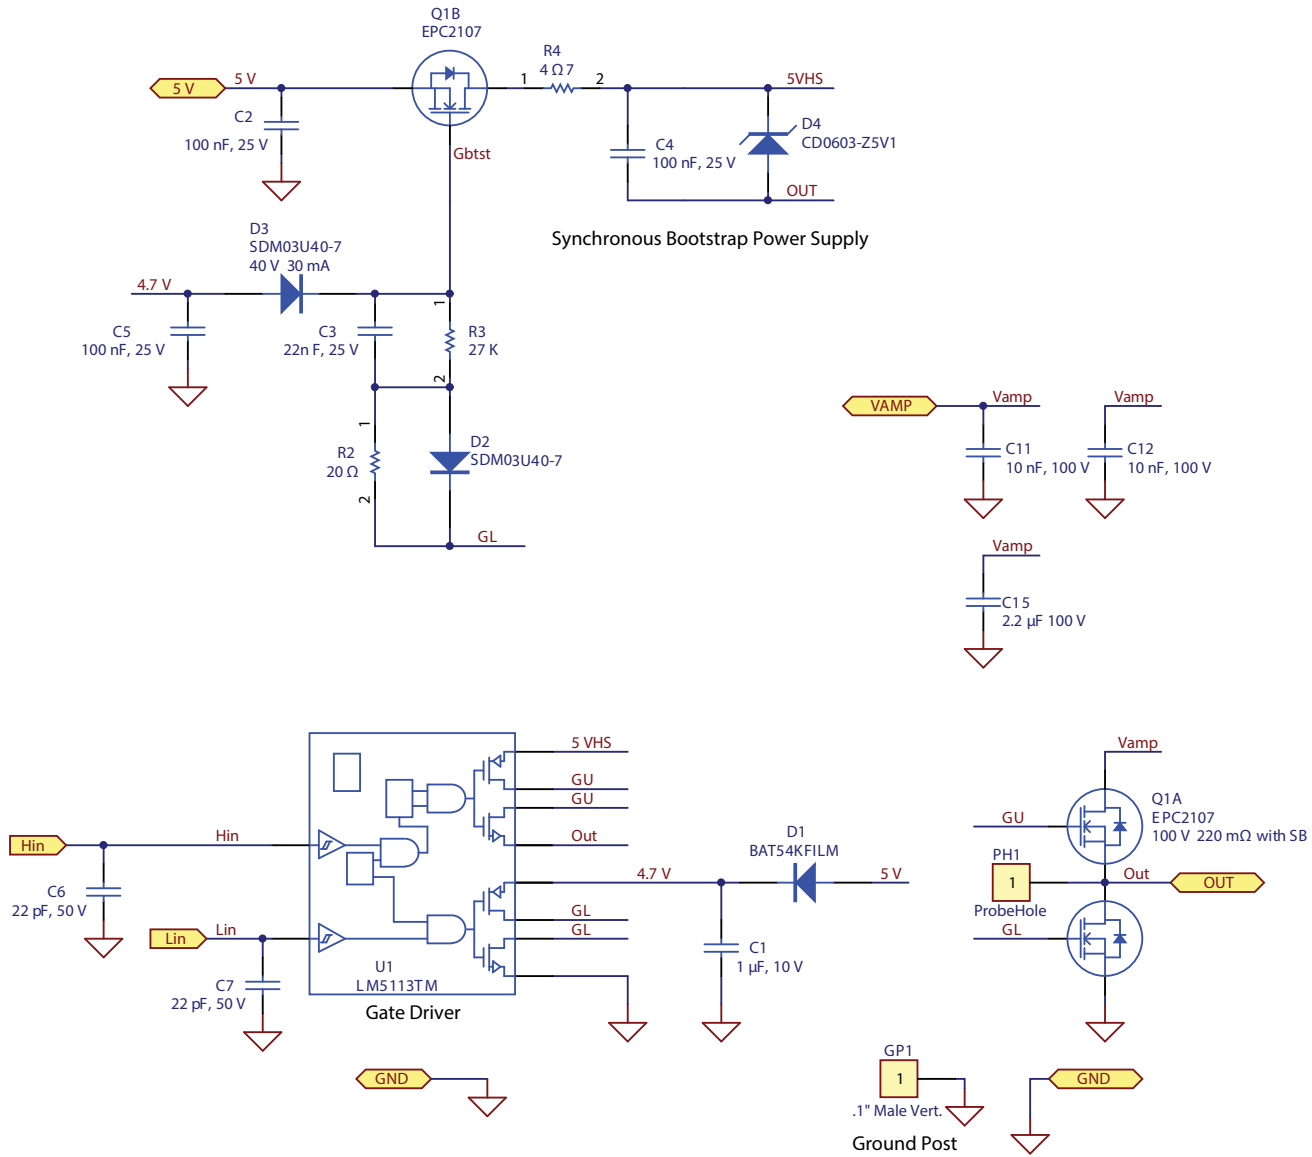 Q1B
EPC2107
5 V
5 V
C2
100 nF, 25 V
R4
4 Ω 7
1
2
5VHS
C4
100 nF, 25 V
D4
CD0603-Z5V1
OUT
Gbtst
Synchronous Bootstrap Power Supply
D3
SDM03U40-7
40 V 30 mA
4.7 V
C5
100 nF, 25 V
C3
22n F, 25 V
1
R3
27 K
2
1
R2
20 Ω
2
D2
SDM03U40-7
GL
VAMP
Vamp
C11
10 nF, 100 V
Vamp
C12
10 nF, 100 V
Vamp
C15
2.2 µF 100 V
Hin
Hin
C6
22 pF, 50 V
Lin
Lin
C7
22 pF, 50 V
U1
LM5113TM
Gate Driver
5 VHS
GU
GU
Out
4.7 V
GL
GL
D1
BAT54KFILM
5 V
C1
1 µF, 10 V
Vamp
Q1A
EPC2107
100 V 220 mΩ with SB
GU
PH1
1
ProbeHole
Out
OUT
GL
GND
GP1
1
.1" Male Vert.
Ground Post
GND